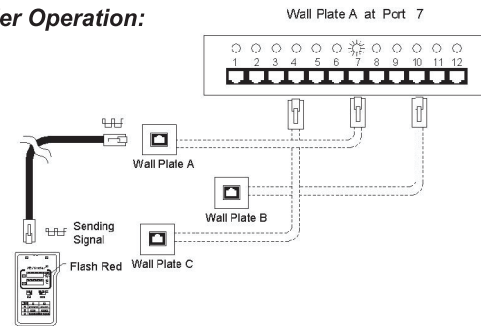 er Operation:
Wall Plate A at Port 7
1 2 3 4 5 6 7 8 9 10 11 12
Wall Plate A
Wall Plate B
Sending
Signal
Wall Plate C
Flash Red